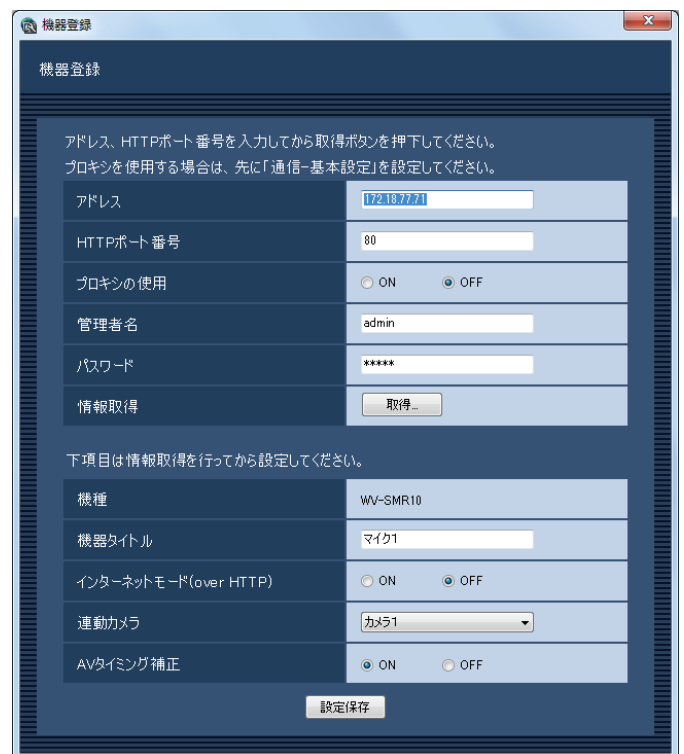 機器登録
機器登録
アドレス、HTTPポート番号を入力してから取得ボタンを押下してください。
プロキシを使用する場合は、先に「通信-基本設定」を設定してください。
アドレス 172.18.77.71
HTTPポート番号 80
プロキシの使用 ON OFF
管理者名 admin
パスワード *****
情報取得 取得...
下項目は情報取得を行ってから設定してください。
機種 WV-SMR10
機器タイトル マイク1
インターネットモード(over HTTP) ON OFF
連動カメラ カメラ1
AVタイミング補正 ON OFF
設定保存